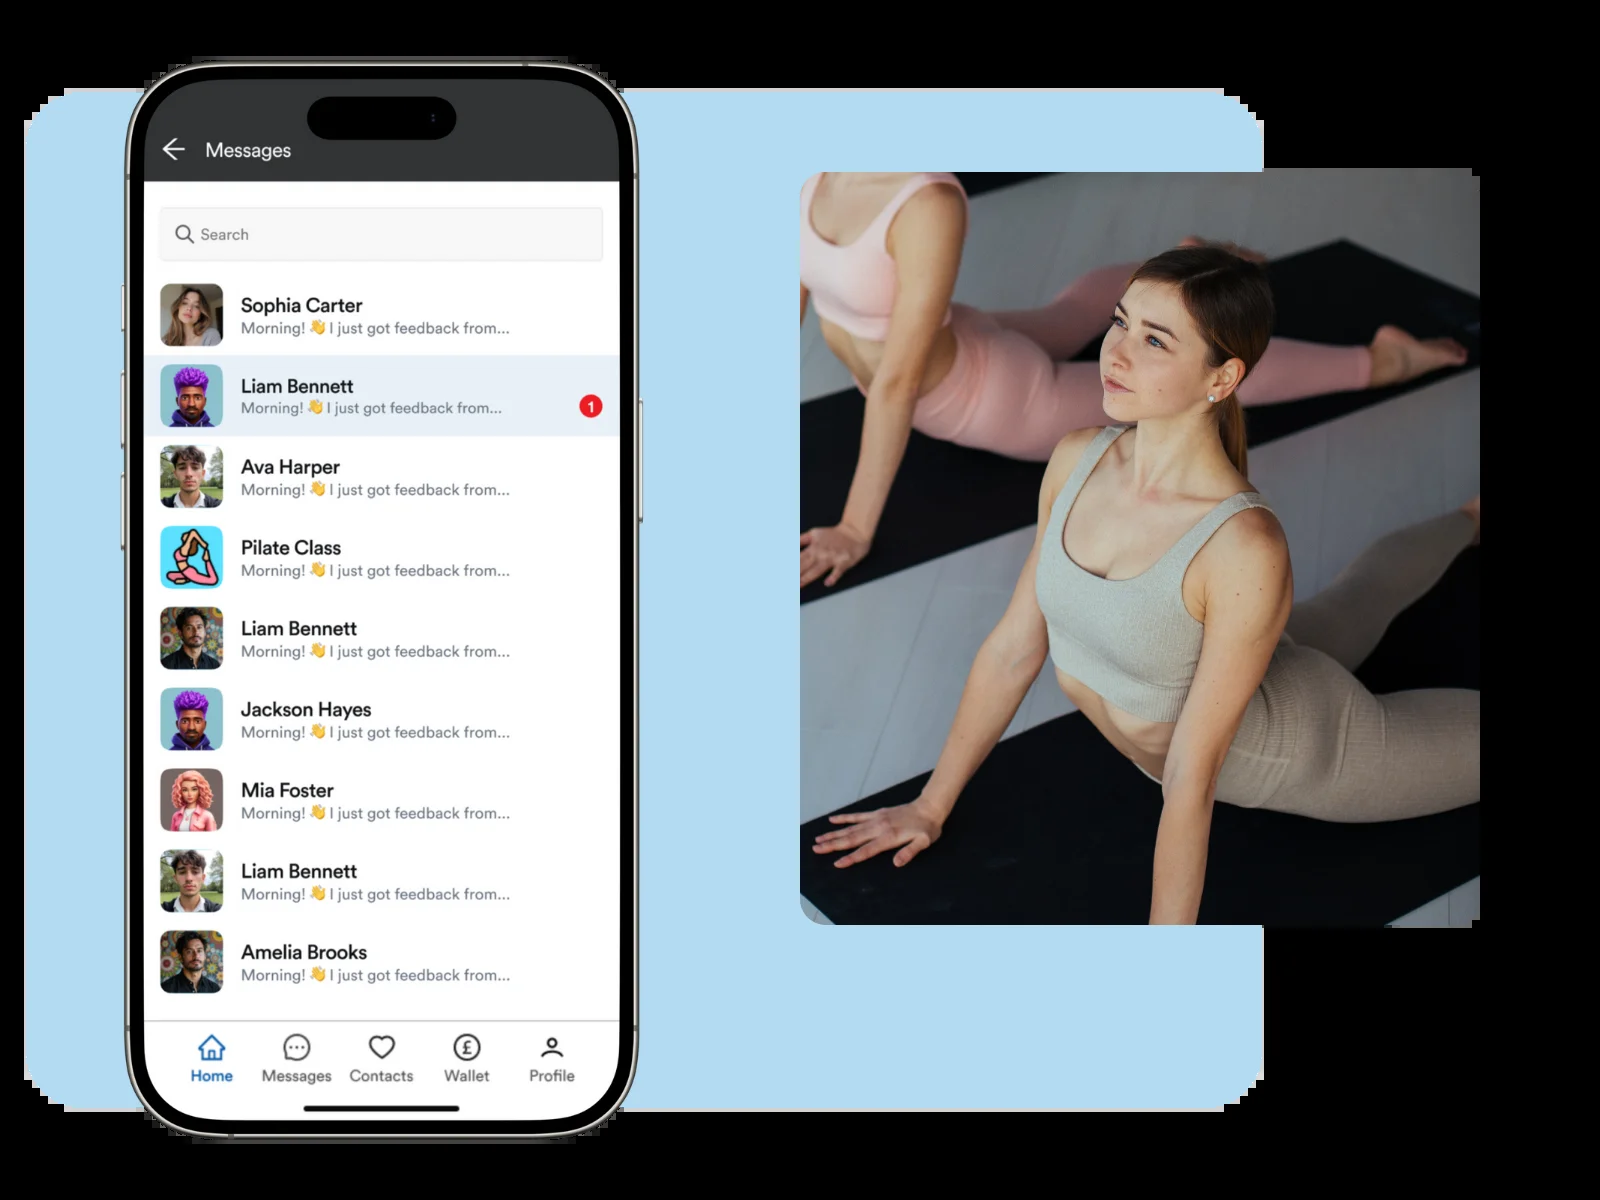 Messages
Search
Sophia Carter
Morning! 👋 I just got feedback from...
Liam Bennett
Morning! 👋 I just got feedback from...
1
Ava Harper
Morning! 👋 I just got feedback from...
Pilate Class
Morning! 👋 I just got feedback from...
Liam Bennett
Morning! 👋 I just got feedback from...
Jackson Hayes
Morning! 👋 I just got feedback from...
Mia Foster
Morning! 👋 I just got feedback from...
Liam Bennett
Morning! 👋 I just got feedback from...
Amelia Brooks
Morning! 👋 I just got feedback from...
£
Home Messages Contacts Wallet Profile